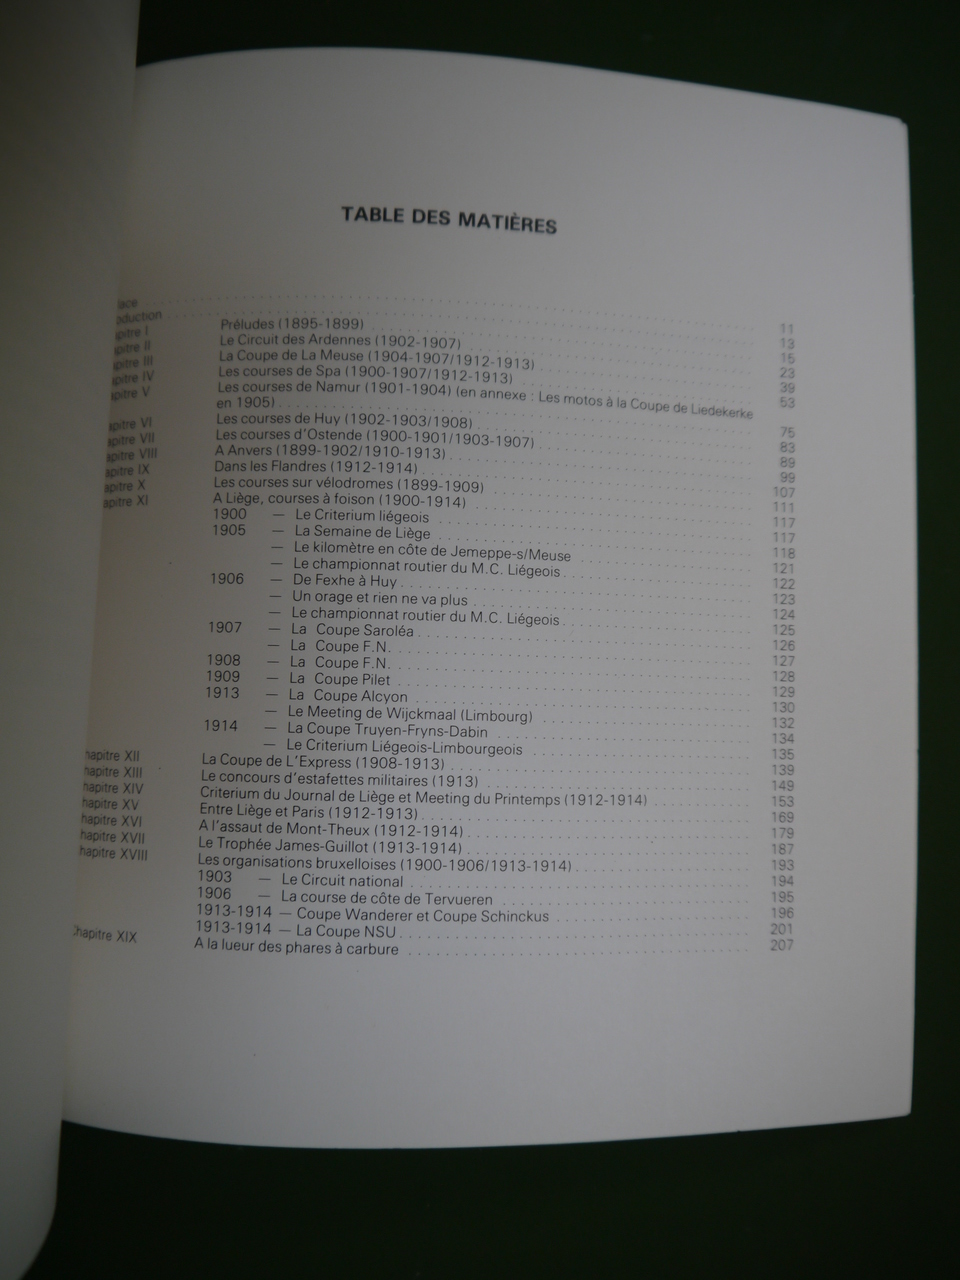 TABLE DES MATIÈRES
face 11
oduction 13
apitre I Préludes (1895-1899) 15
apitre II Le Circuit des Ardennes (1902-1907) 23
apitre III La Coupe de La Meuse (1904-1907/1912-1913) 39
apitre IV Les courses de Spa (1900-1907/1912-1913) 53
apitre V Les courses de Namur (1901-1904) (en annexe : Les motos à la Coupe de Liedekerke
en 1905) 75
apitre VI Les courses de Huy (1902-1903/1908) 83
apitre VII Les courses d'Ostende (1900-1901/1903-1907) 89
apitre VIII A Anvers (1899-1902/1910-1913) 99
apitre IX Dans les Flandres (1912-1914) 107
apitre X Les courses sur vélodromes (1899-1909) 111
apitre XI A Liège, courses à foison (1900-1914) 117
1900 — Le Criterium liégeois 117
1905 — La Semaine de Liège 118
— Le kilomètre en côte de Jemeppe-s/Meuse 121
— Le championnat routier du M.C. Liégeois 122
1906 — De Fexhe à Huy 123
— Un orage et rien ne va plus 124
— Le championnat routier du M.C. Liégeois 125
1907 — La Coupe Saroléa 126
— La Coupe F.N. 127
1908 — La Coupe F.N. 128
1909 — La Coupe Pilet 129
1913 — La Coupe Alcyon 130
— Le Meeting de Wijckmaal (Limbourg) 132
1914 — La Coupe Truyen-Fryns-Dabin 134
— Le Criterium Liégeois-Limbourgeois 135
hapitre XII La Coupe de L'Express (1908-1913) 139
hapitre XIII Le concours d'estafettes militaires (1913) 149
hapitre XIV Criterium du Journal de Liège et Meeting du Printemps (1912-1914) 153
hapitre XV Entre Liège et Paris (1912-1913) 169
hapitre XVI A l'assaut de Mont-Theux (1912-1914) 179
hapitre XVII Le Trophée James-Guillot (1913-1914) 187
hapitre XVIII Les organisations bruxelloises (1900-1906/1913-1914) 193
1903 — Le Circuit national 194
1906 — La course de côte de Tervueren 195
1913-1914 — Coupe Wanderer et Coupe Schinckus 196
1913-1914 — La Coupe NSU 201
hapitre XIX A la lueur des phares à carbure 207